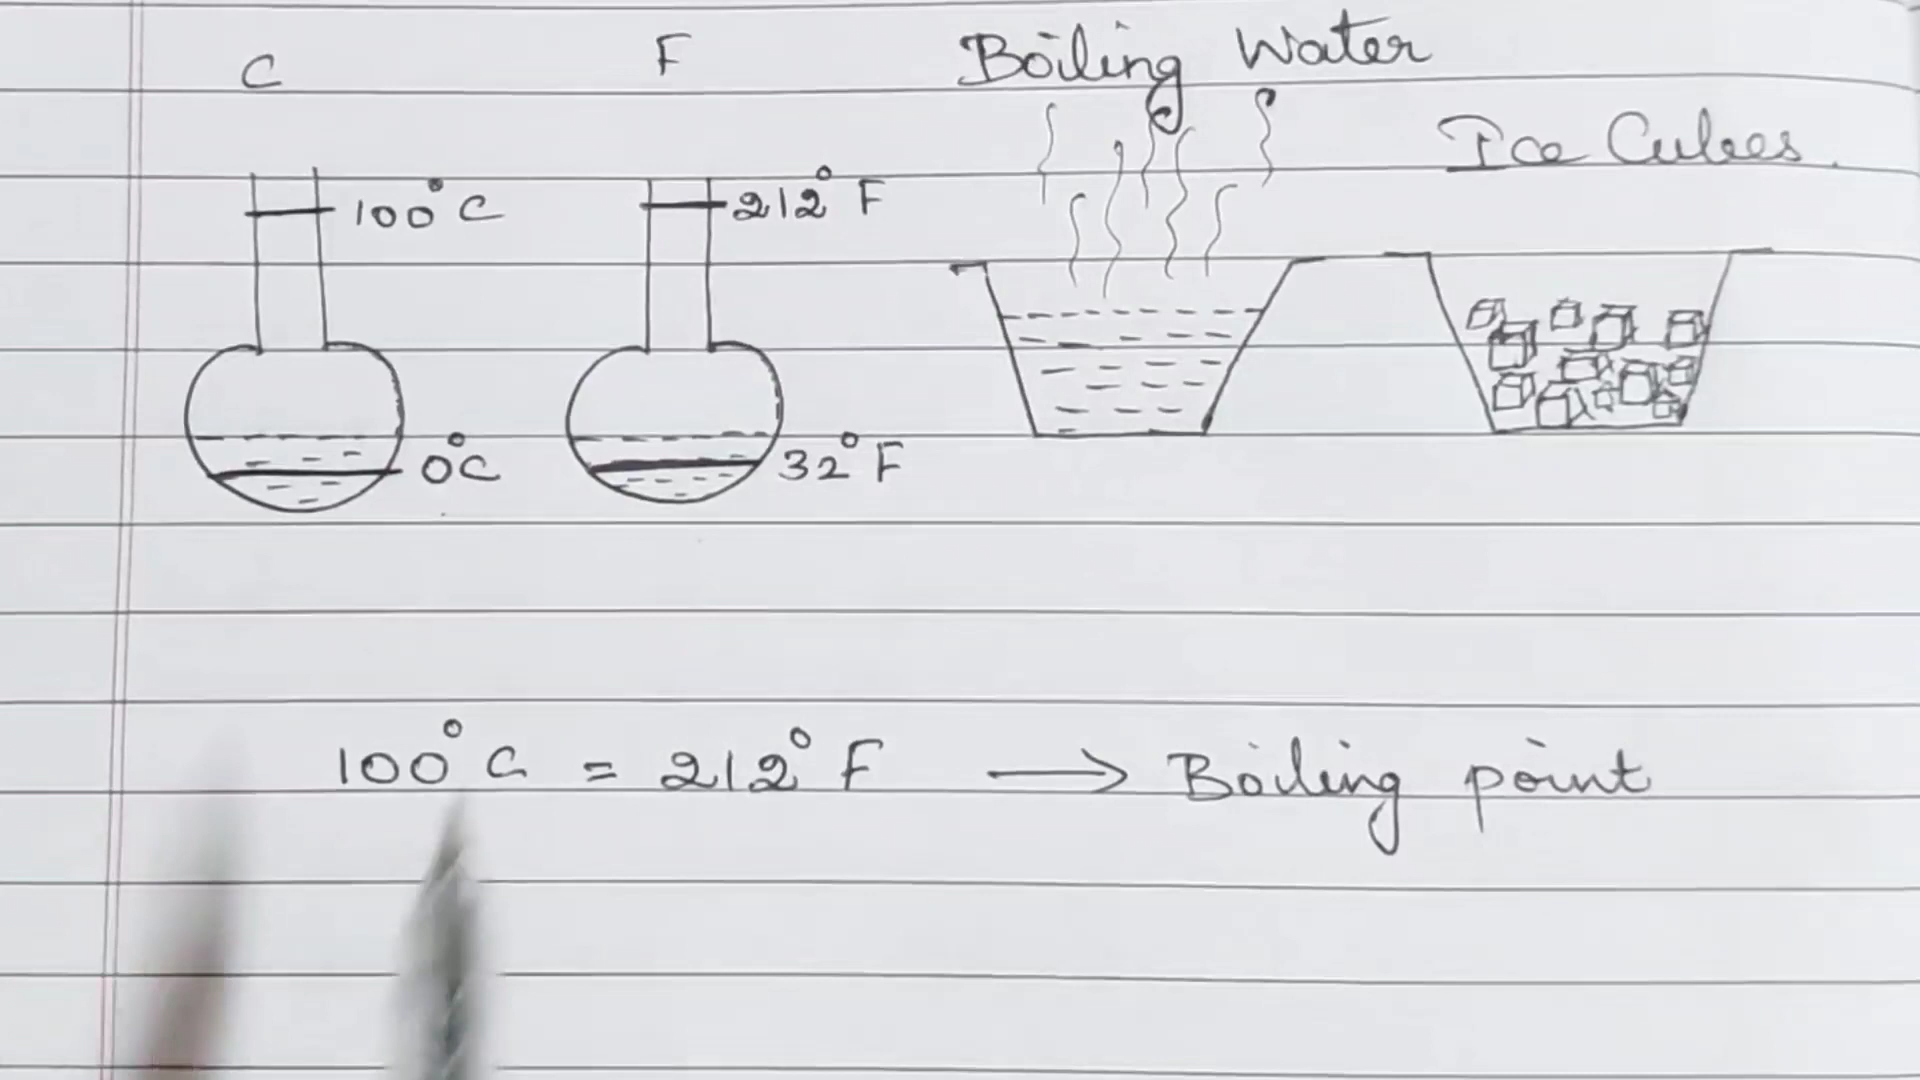 C F Boiling Water
Ice Cubes.
100°C 212°F
0°C 32°F
100°C = 212°F → Boiling point